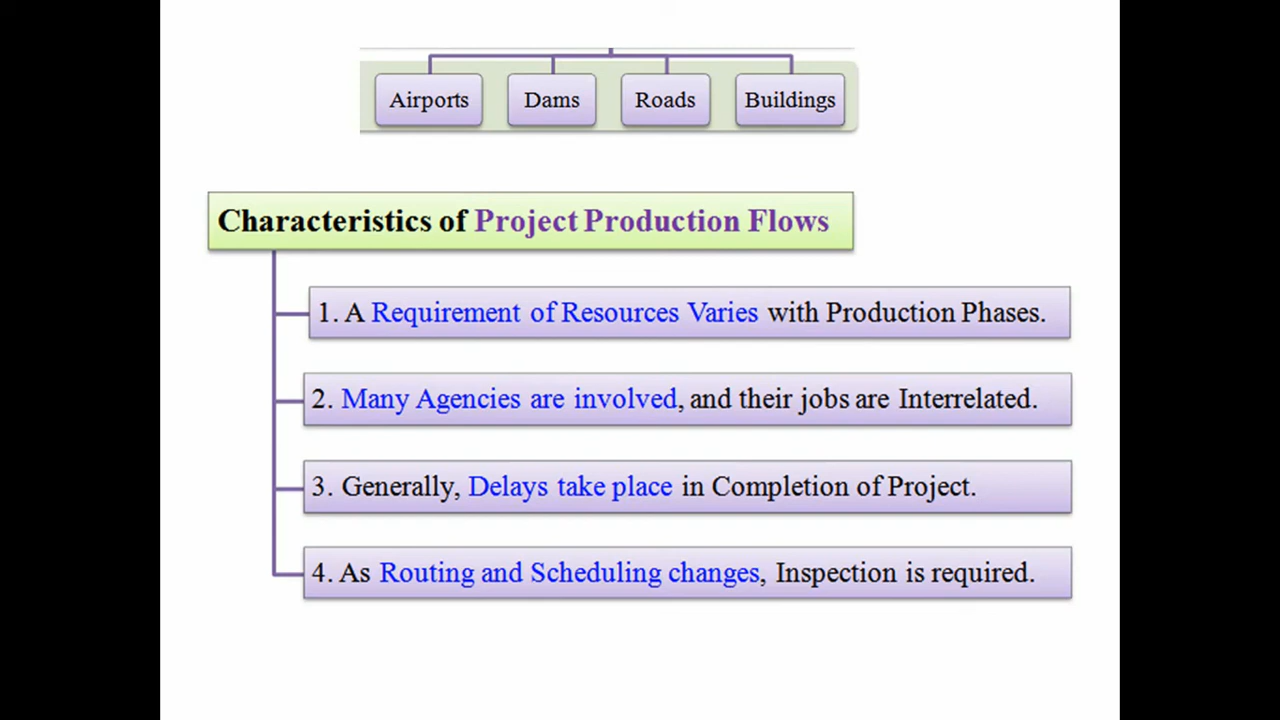 Airports Dams Roads Buildings
Characteristics of Project Production Flows
1. A Requirement of Resources Varies with Production Phases.
2. Many Agencies are involved, and their jobs are Interrelated.
3. Generally, Delays take place in Completion of Project.
4. As Routing and Scheduling changes, Inspection is required.